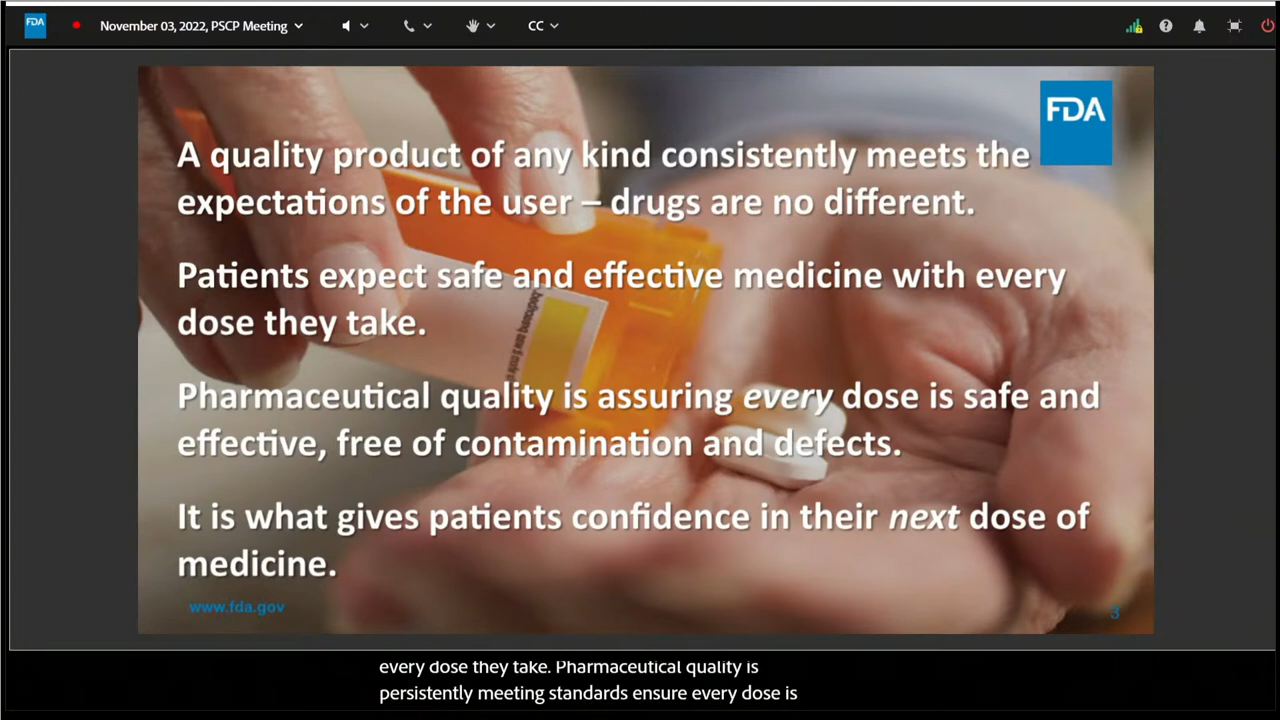 FDA
November 03, 2022, PSCP Meeting
CC
FDA
A quality product of any kind consistently meets the
expectations of the user – drugs are no different.
Patients expect safe and effective medicine with every
dose they take.
Pharmaceutical quality is assuring every dose is safe and
effective, free of contamination and defects.
It is what gives patients confidence in their next dose of
medicine.
www.fda.gov
3
every dose they take. Pharmaceutical quality is
persistently meeting standards ensure every dose is